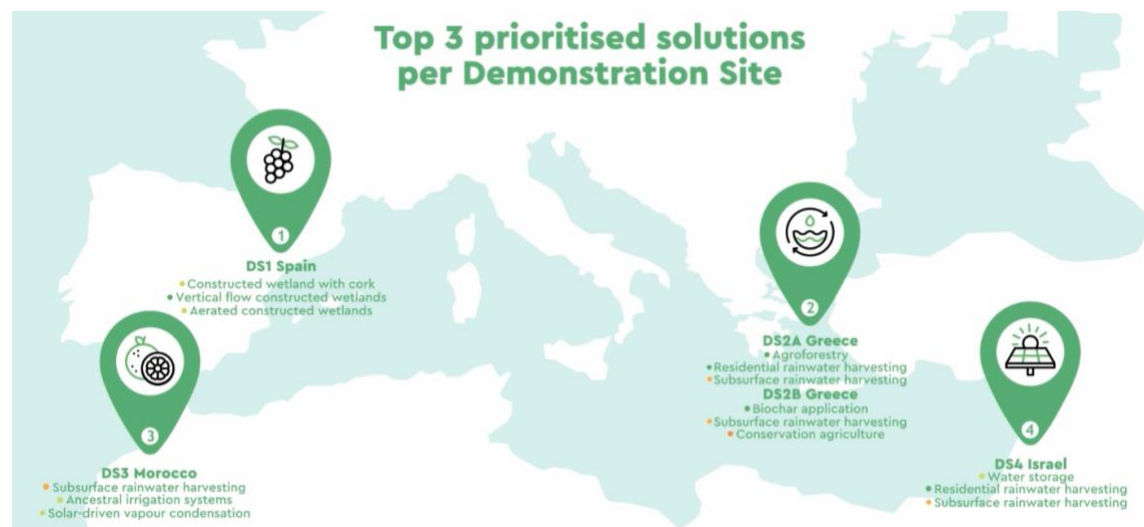 Top 3 prioritised solutions
per Demonstration Site
1
DS1 Spain
Constructed wetland with cork
Vertical flow constructed wetlands
Aerated constructed wetlands
2
DS2A Greece
Agroforestry
Residential rainwater harvesting
Subsurface rainwater harvesting
DS2B Greece
Biochar application
Subsurface rainwater harvesting
Conservation agriculture
3
DS3 Morocco
Subsurface rainwater harvesting
Ancestral irrigation systems
Solar-driven vapour condensation
4
DS4 Israel
Water storage
Residential rainwater harvesting
Subsurface rainwater harvesting